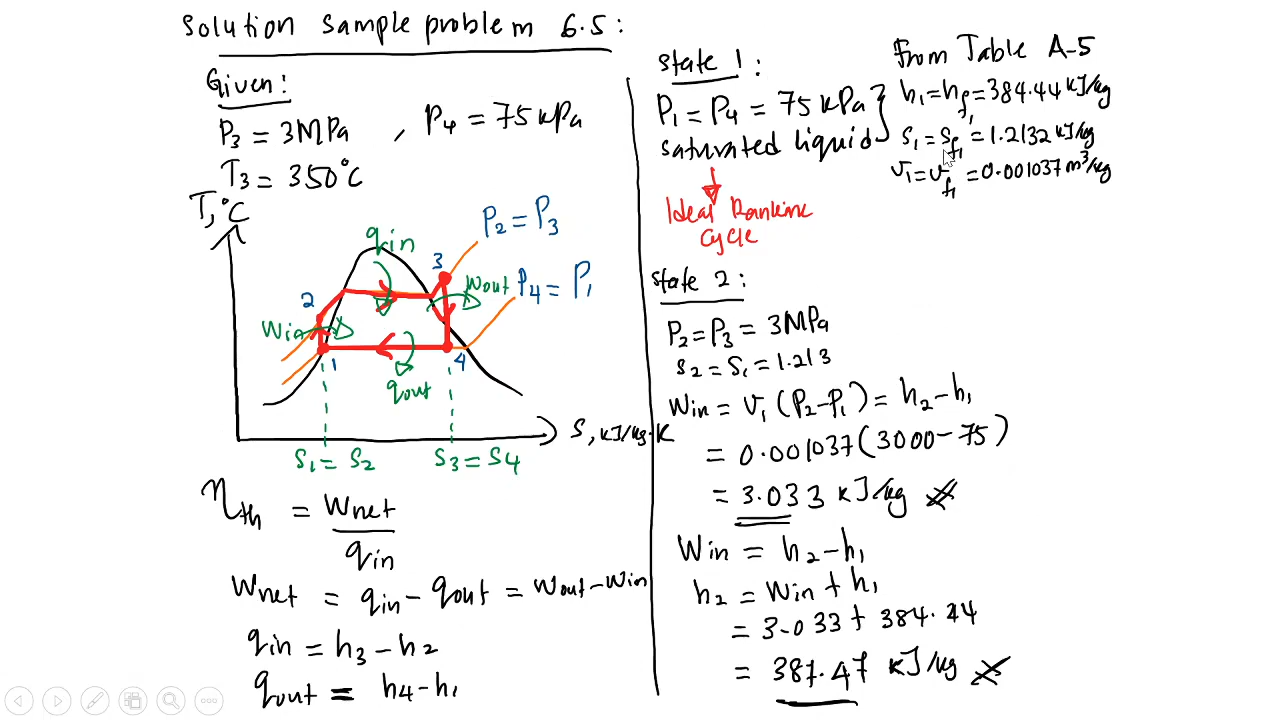 Solution sample problem 6.5:
Given:
P3 = 3MPa , P4 = 75 kPa
T3 = 350°C
T,°C
qin
P2 = P3
3
Wout
P4 = P1
2
Win
1
4
qout
S, kJ/kg·K
S1 = S2
S3 = S4
ηth = Wnet / qin
Wnet = qin - qout = Wout - Win
qin = h3 - h2
qout = h4 - h1
State 1:
P1 = P4 = 75 kPa
saturated liquid
Ideal Rankine
Cycle
From Table A-5
h1 = hf1 = 384.44 kJ/kg
S1 = Sf1 = 1.2132 kJ/kg
v1 = vf1 = 0.001037 m³/kg
State 2:
P2 = P3 = 3MPa
S2 = S1 = 1.213
Win = v1 (P2 - P1) = h2 - h1
= 0.001037 (3000 - 75)
= 3.033 kJ/kg
Win = h2 - h1
h2 = Win + h1
= 3.033 + 384.44
= 387.47 kJ/kg